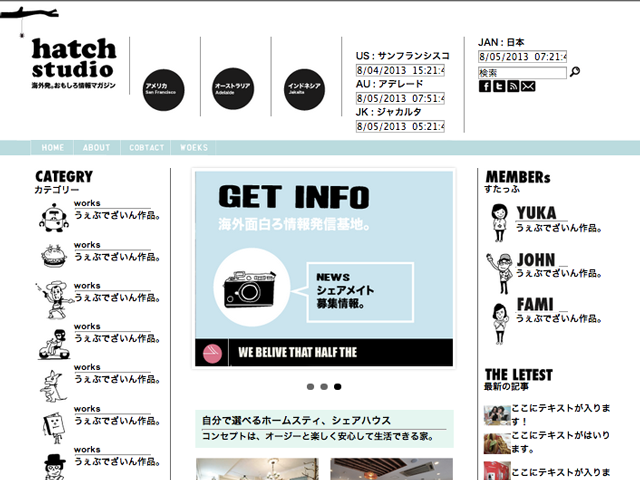 hatch
studio
海外発。おもしろ情報マガジン
アメリカ
San Francisco
オーストラリア
Adelaide
インドネシア
Jakalta
US : サンフランシスコ
8/04/2013 15:21:4
AU : アデレード
8/05/2013 07:51:4
JK : ジャカルタ
8/05/2013 05:21:4
JAN : 日本
8/05/2013 07:21:4
検索
HOME
ABOUT
COBTACT
WOEKS
CATEGRY
カテゴリー
works
うぇぶでざいん作品。
works
うぇぶでざいん作品。
works
うぇぶでざいん作品。
works
うぇぶでざいん作品。
works
うぇぶでざいん作品。
works
うぇぶでざいん作品。
works
うぇぶでざいん作品。
GET INFO
海外面白ろ情報発信基地。
NEWS
シェアメイト
募集情報。
WE BELIVE THAT HALF THE
自分で選べるホームスティ、シェアハウス
コンセプトは、オージーと楽しく安心して生活できる家。
MEMBERs
すたっふ
YUKA
うぇぶでざいん作品。
JOHN
うぇぶでざいん作品。
FAMI
うぇぶでざいん作品。
THE LETEST
最新の記事
ここにテキストが入ります！
ここにテキストがはいります。
ここにテキストが入りま